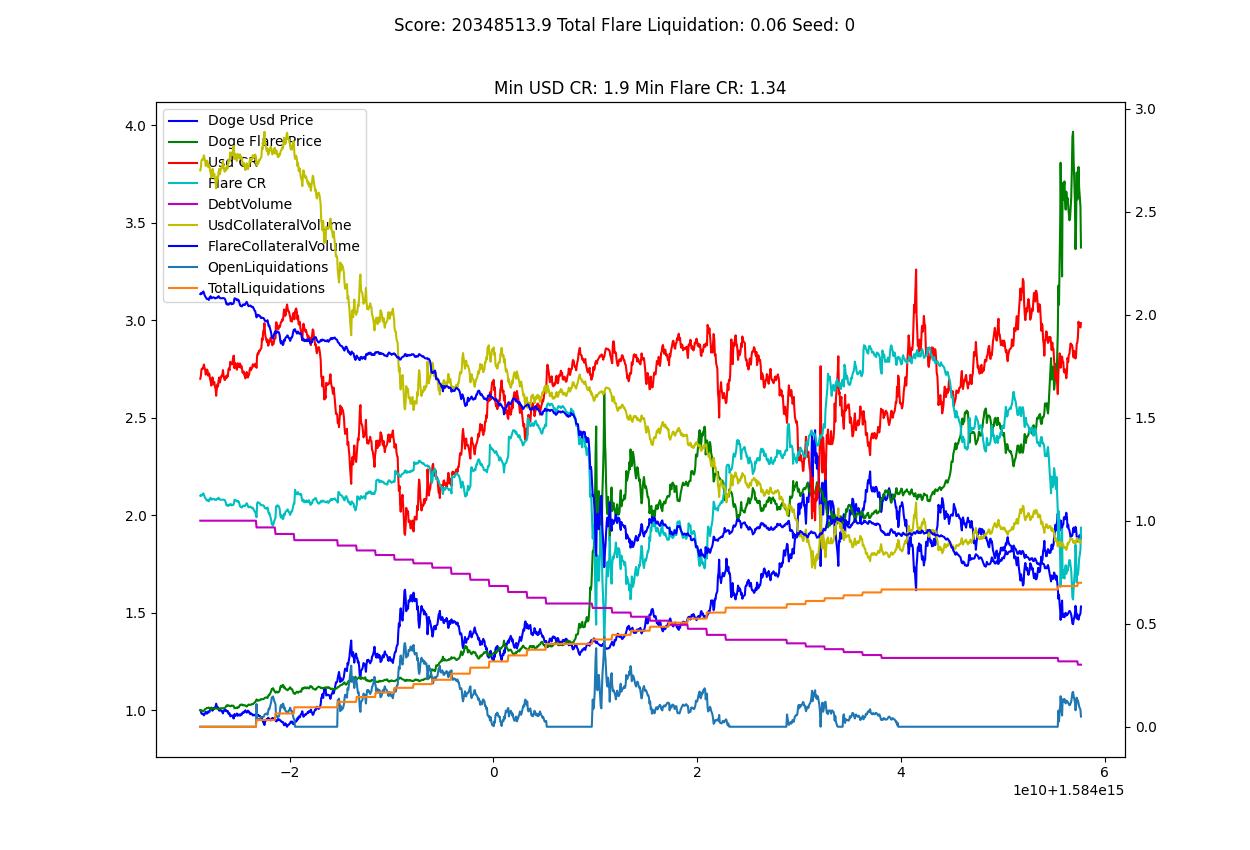 Score: 20348513.9 Total Flare Liquidation: 0.06 Seed: 0
Min USD CR: 1.9 Min Flare CR: 1.34
Doge Usd Price
Doge Flare Price
Usd CR
Flare CR
DebtVolume
UsdCollateralVolume
FlareCollateralVolume
OpenLiquidations
TotalLiquidations
4.0
3.5
3.0
2.5
2.0
1.5
1.0
3.0
2.5
2.0
1.5
1.0
0.5
0.0
−2
0
2
4
6
1e10+1.584e15